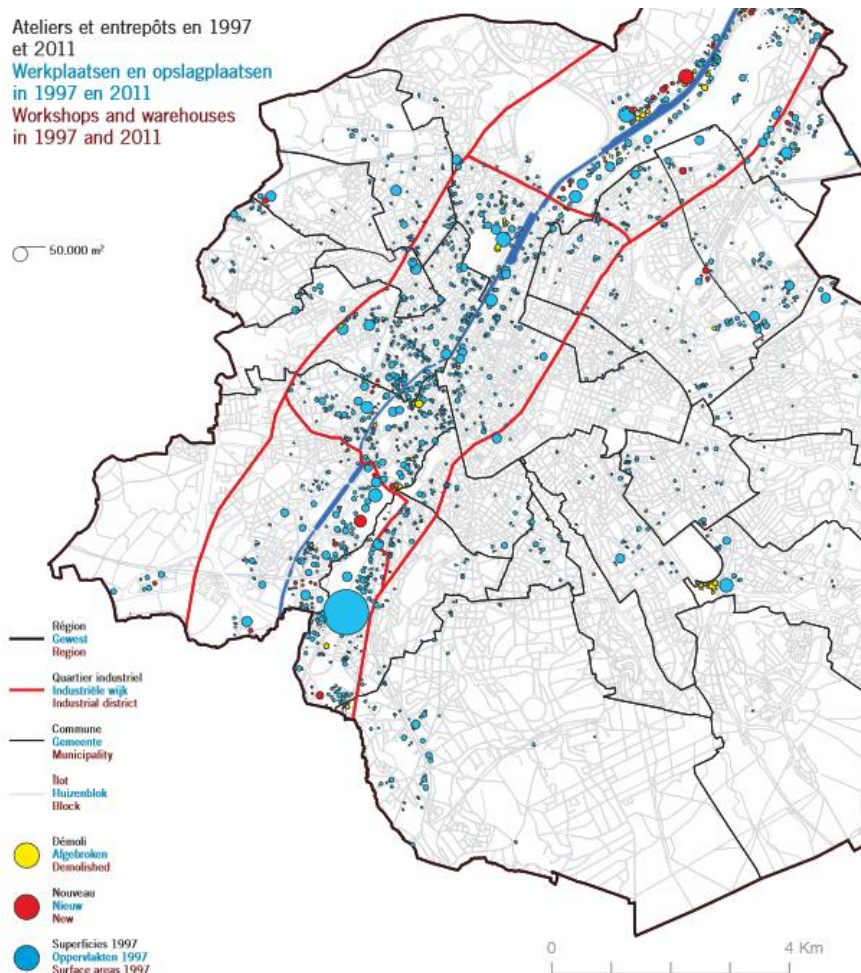 Ateliers et entrepôts en 1997
et 2011
Werkplaatsen en opslagplaatsen
in 1997 en 2011
Workshops and warehouses
in 1997 and 2011
50.000 m²
Région
Gewest
Region
Quartier industriel
Industriële wijk
Industrial district
Commune
Gemeente
Municipality
Îlot
Huizenblok
Block
Démoli
Afgebroken
Demolished
Nouveau
Nieuw
New
Superficies 1997
Oppervlakten 1997
Surface areas 1997
0 4 Km